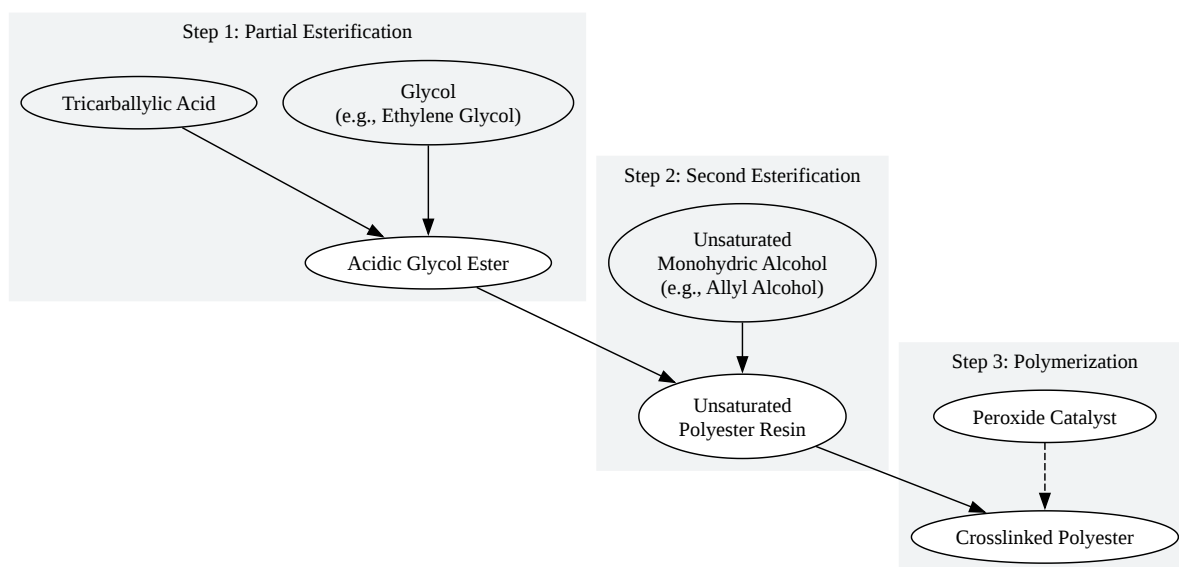 Step 1: Partial Esterification
Tricarballylic Acid
Glycol
(e.g., Ethylene Glycol)
Acidic Glycol Ester
Step 2: Second Esterification
Unsaturated
Monohydric Alcohol
(e.g., Allyl Alcohol)
Unsaturated
Polyester Resin
Step 3: Polymerization
Peroxide Catalyst
Crosslinked Polyester